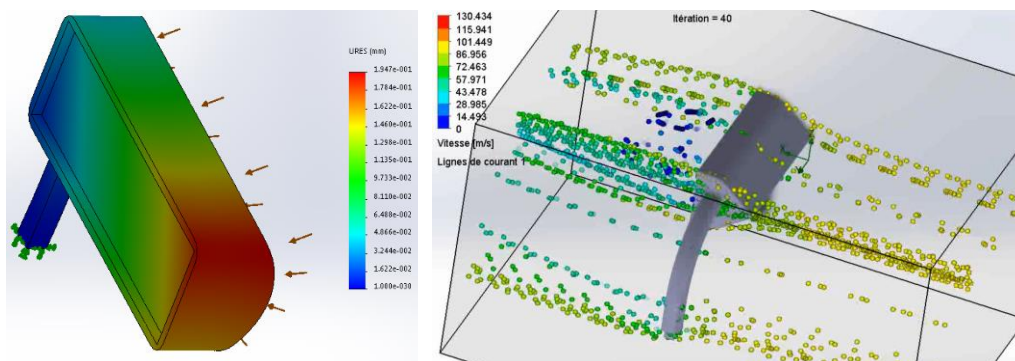 URES (mm)
1.947e-001
1.784e-001
1.622e-001
1.460e-001
1.298e-001
1.135e-001
9.733e-002
8.110e-002
6.488e-002
4.866e-002
3.244e-002
1.622e-002
1.000e-030
130.434
115.941
101.449
86.956
72.463
57.971
43.478
28.985
14.493
0
Vitesse [m/s]
Lignes de courant 1
Itération = 40